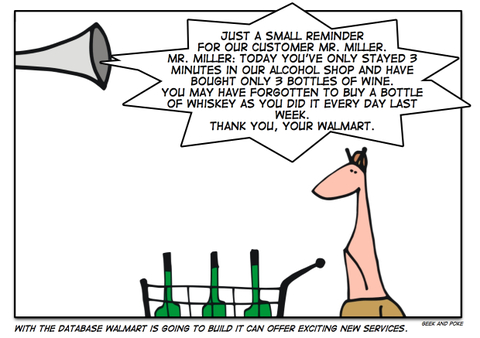 JUST A SMALL REMINDER
FOR OUR CUSTOMER MR. MILLER.
MR. MILLER: TODAY YOU'VE ONLY STAYED 3
MINUTES IN OUR ALCOHOL SHOP AND HAVE
BOUGHT ONLY 3 BOTTLES OF WINE.
YOU MAY HAVE FORGOTTEN TO BUY A BOTTLE
OF WHISKEY AS YOU DID IT EVERY DAY LAST
WEEK.
THANK YOU, YOUR WALMART.
GEEK AND POKE
WITH THE DATABASE WALMART IS GOING TO BUILD IT CAN OFFER EXCITING NEW SERVICES.